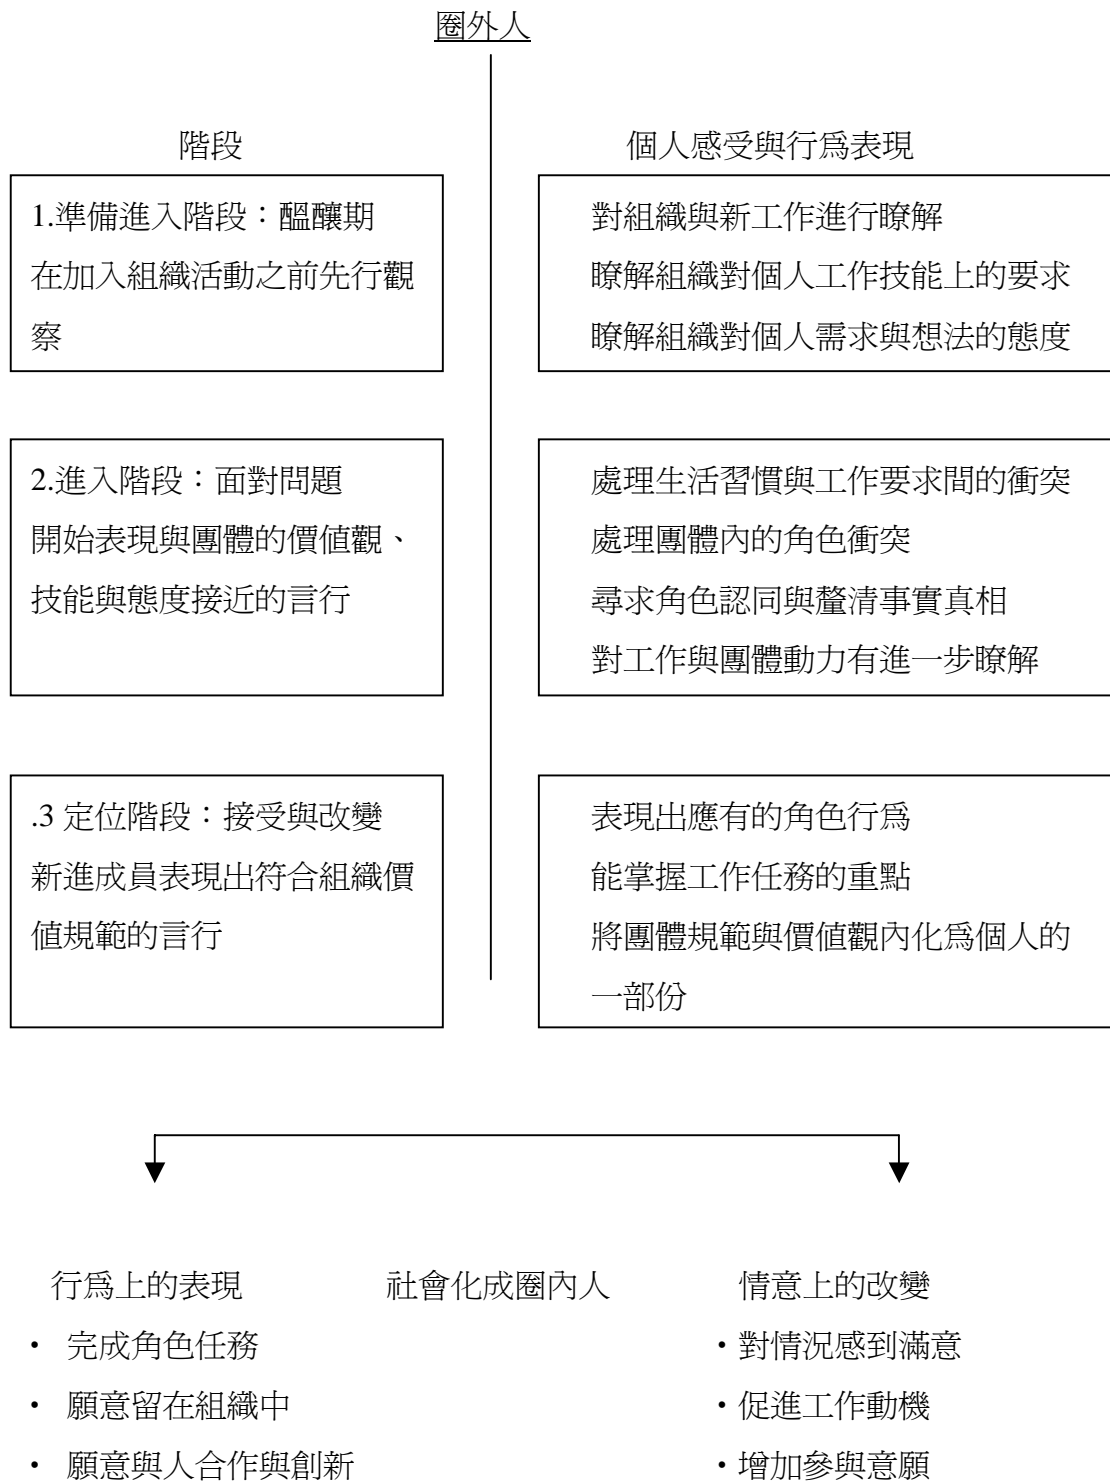 圈外人
階段
個人感受與行為表現
1.準備進入階段：醞釀期
在加入組織活動之前先行觀
察
對組織與新工作進行瞭解
瞭解組織對個人工作技能上的要求
瞭解組織對個人需求與想法的態度
2.進入階段：面對問題
開始表現與團體的價值觀、
技能與態度接近的言行
處理生活習慣與工作要求間的衝突
處理團體內的角色衝突
尋求角色認同與釐清事實真相
對工作與團體動力有進一步瞭解
.3 定位階段：接受與改變
新進成員表現出符合組織價
值規範的言行
表現出應有的角色行為
能掌握工作任務的重點
將團體規範與價值觀內化為個人的
一部份
行為上的表現
・ 完成角色任務
・ 願意留在組織中
・ 願意與人合作與創新
社會化成圈內人
情意上的改變
・對情況感到滿意
・促進工作動機
・增加參與意願